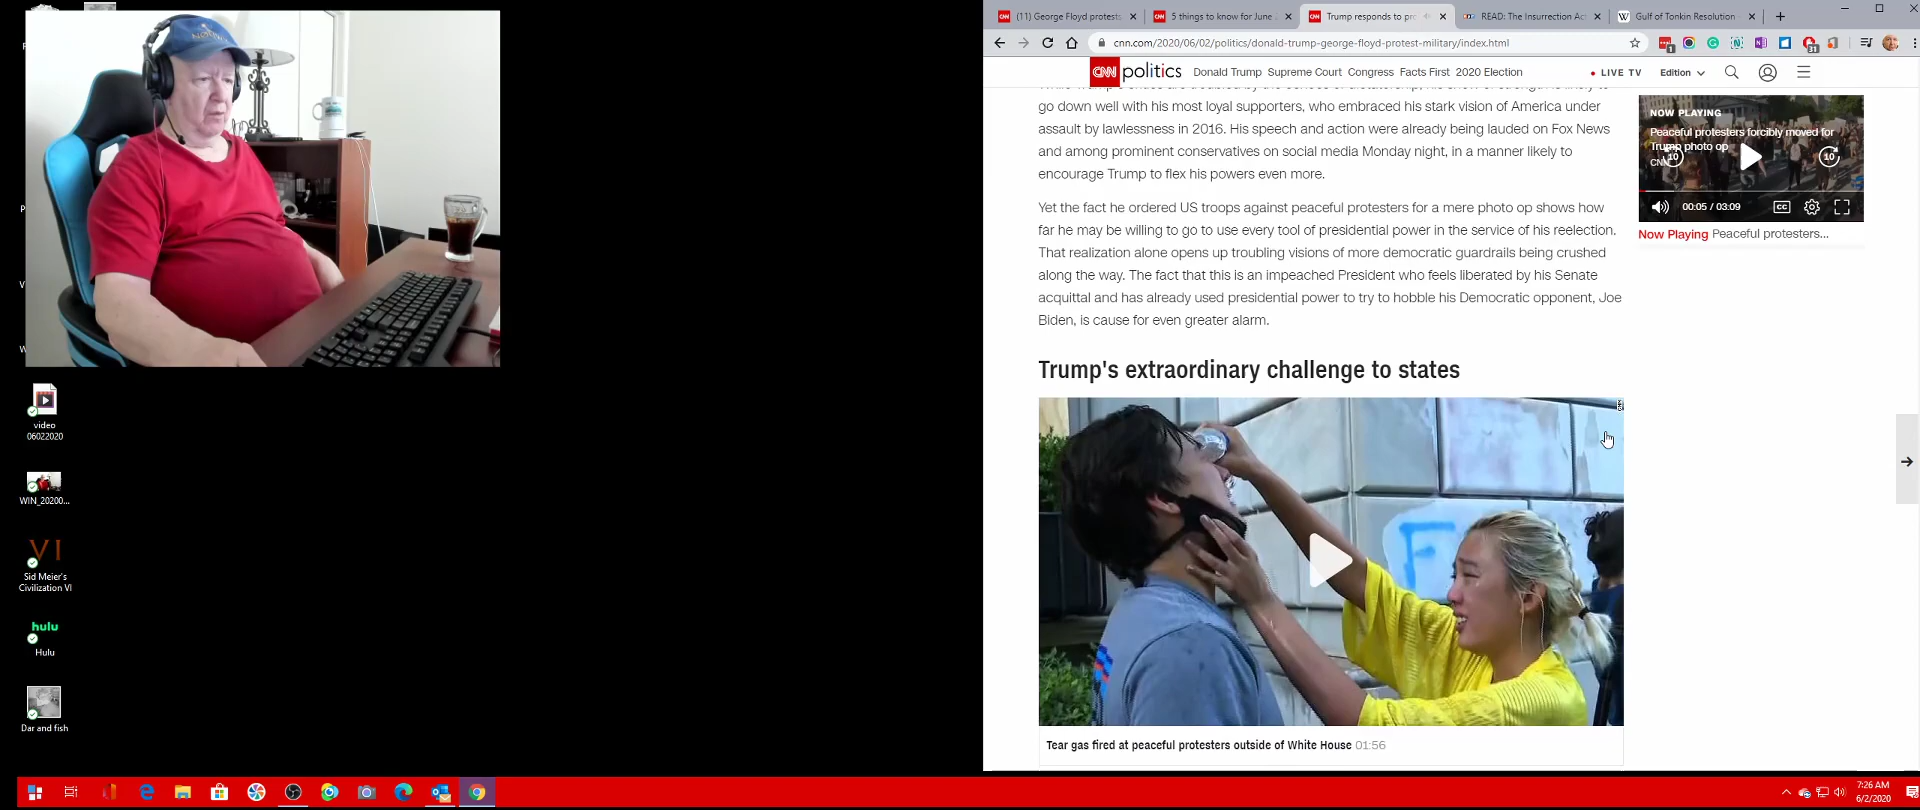 NORWAY
video
06022020
WIN_20200...
Sid Meier's
Civilization VI
hulu
Hulu
Dar and fish
(11) George Floyd protests
5 things to know for June
Trump responds to pro
READ: The Insurrection Ac
Gulf of Tonkin Resolution -
cnn.com/2020/06/02/politics/donald-trump-george-floyd-protest-military/index.html
CNN politics Donald Trump Supreme Court Congress Facts First 2020 Election LIVE TV Edition
go down well with his most loyal supporters, who embraced his stark vision of America under
assault by lawlessness in 2016. His speech and action were already being lauded on Fox News
and among prominent conservatives on social media Monday night, in a manner likely to
encourage Trump to flex his powers even more.
Yet the fact he ordered US troops against peaceful protesters for a mere photo op shows how
far he may be willing to go to use every tool of presidential power in the service of his reelection.
That realization alone opens up troubling visions of more democratic guardrails being crushed
along the way. The fact that this is an impeached President who feels liberated by his Senate
acquittal and has already used presidential power to try to hobble his Democratic opponent, Joe
Biden, is cause for even greater alarm.
Trump's extraordinary challenge to states
Tear gas fired at peaceful protesters outside of White House 01:56
NOW PLAYING
Peaceful protesters forcibly moved for
Trump photo op
CNN
10 10
00:05 / 03:09 CC
Now Playing Peaceful protesters...
7:26 AM
6/2/2020